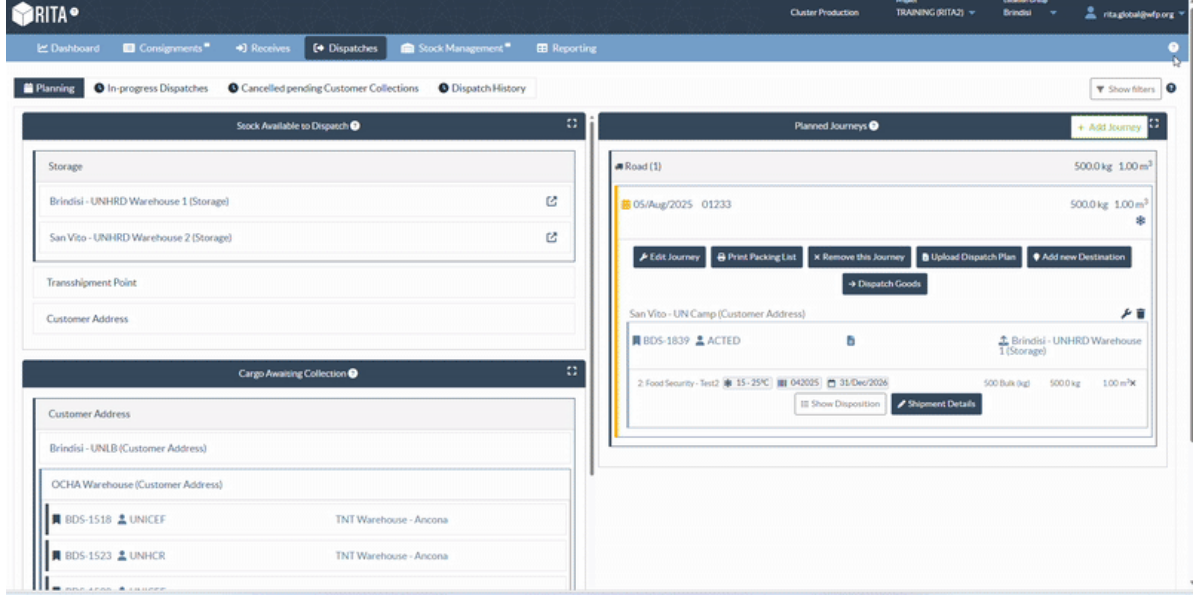 RITA
Cluster Production
Project
TRAINING (RITA2)
Location Group
Brindisi
rita.global@wfp.org
Dashboard
Consignments
Receives
Dispatches
Stock Management
Reporting
Planning
In-progress Dispatches
Cancelled pending Customer Collections
Dispatch History
Show filters
Stock Available to Dispatch
Storage
Brindisi - UNHRD Warehouse 1 (Storage)
San Vito - UNHRD Warehouse 2 (Storage)
Transshipment Point
Customer Address
Cargo Awaiting Collection
Customer Address
Brindisi - UNLB (Customer Address)
OCHA Warehouse (Customer Address)
BDS-1518 UNICEF TNT Warehouse - Ancona
BDS-1523 UNHCR TNT Warehouse - Ancona
Planned Journeys
+ Add Journey
Road (1) 500.0 kg 1.00 m³
05/Aug/2025 01233 500.0 kg 1.00 m³
Edit Journey
Print Packing List
× Remove this Journey
Upload Dispatch Plan
Add new Destination
Dispatch Goods
San Vito - UN Camp (Customer Address)
BDS-1839 ACTED Brindisi - UNHRD Warehouse
1 (Storage)
2: Food Security - Test2 15 - 25°C 042025 31/Dec/2026 500 Bulk (kg) 500.0 kg 1.00 m³ ×
Show Disposition
Shipment Details